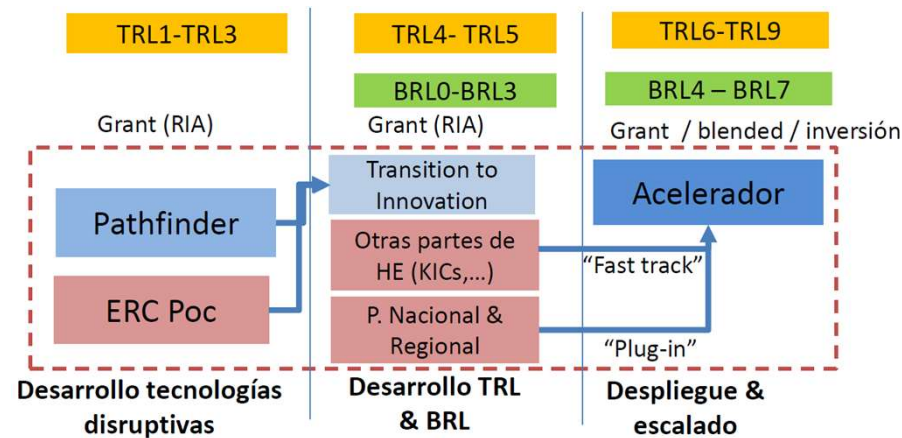 TRL1-TRL3
TRL4- TRL5
TRL6-TRL9
BRL0-BRL3
BRL4 – BRL7
Grant (RIA)
Grant (RIA)
Grant / blended / inversión
Pathfinder
ERC Poc
Transition to
Innovation
Otras partes de
HE (KICs,...)
P. Nacional &
Regional
Acelerador
“Fast track”
“Plug-in”
Desarrollo tecnologías
disruptivas
Desarrollo TRL
& BRL
Despliegue &
escalado